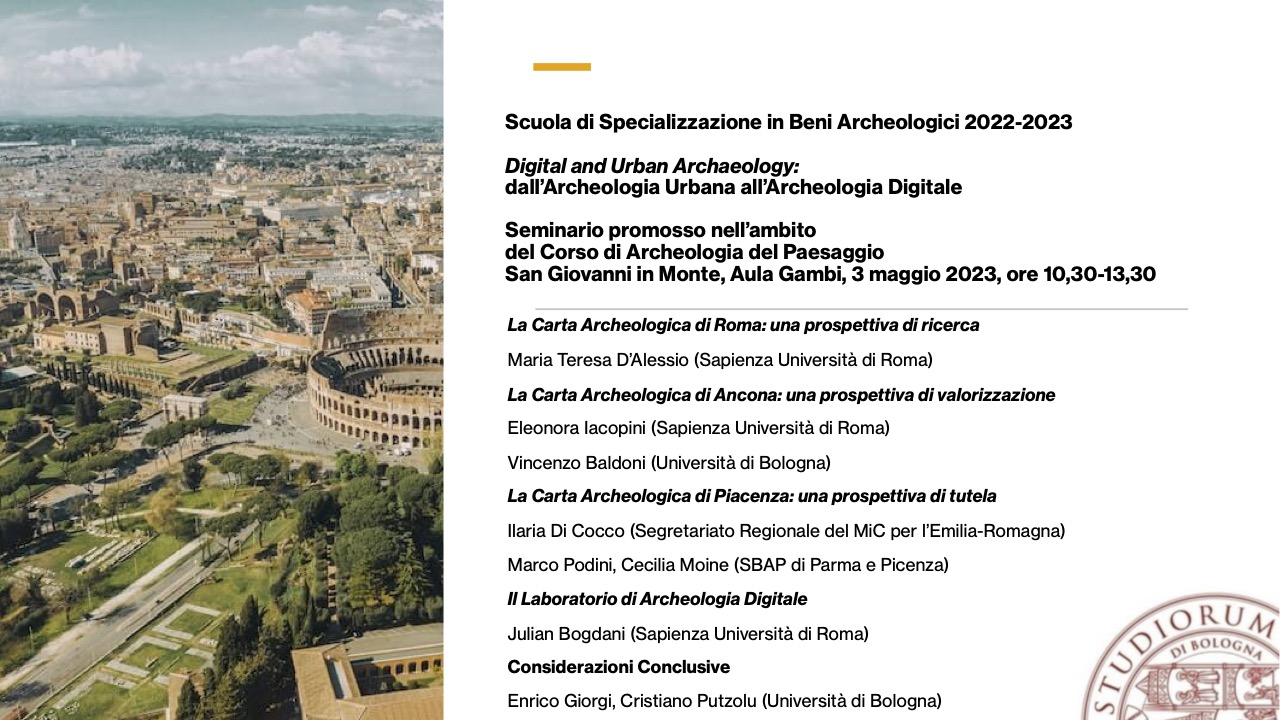 Scuola di Specializzazione in Beni Archeologici 2022-2023
Digital and Urban Archaeology:
dall’Archeologia Urbana all’Archeologia Digitale
Seminario promosso nell’ambito
del Corso di Archeologia del Paesaggio
San Giovanni in Monte, Aula Gambi, 3 maggio 2023, ore 10,30-13,30
La Carta Archeologica di Roma: una prospettiva di ricerca
Maria Teresa D’Alessio (Sapienza Università di Roma)
La Carta Archeologica di Ancona: una prospettiva di valorizzazione
Eleonora Iacopini (Sapienza Università di Roma)
Vincenzo Baldoni (Università di Bologna)
La Carta Archeologica di Piacenza: una prospettiva di tutela
Ilaria Di Cocco (Segretariato Regionale del MiC per l’Emilia-Romagna)
Marco Podini, Cecilia Moine (SBAP di Parma e Picenza)
Il Laboratorio di Archeologia Digitale
Julian Bogdani (Sapienza Università di Roma)
Considerazioni Conclusive
Enrico Giorgi, Cristiano Putzolu (Università di Bologna)
STUDIORUM
DI BOLOGNA